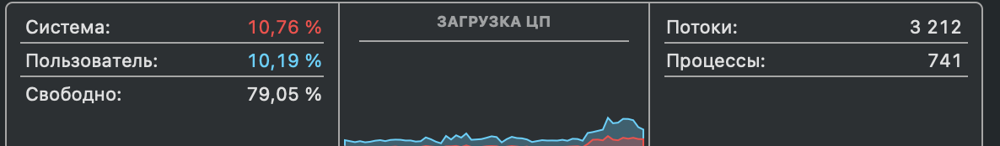 Система: 10,76 %
Пользователь: 10,19 %
Свободно: 79,05 %
ЗАГРУЗКА ЦП
Потоки: 3 212
Процессы: 741